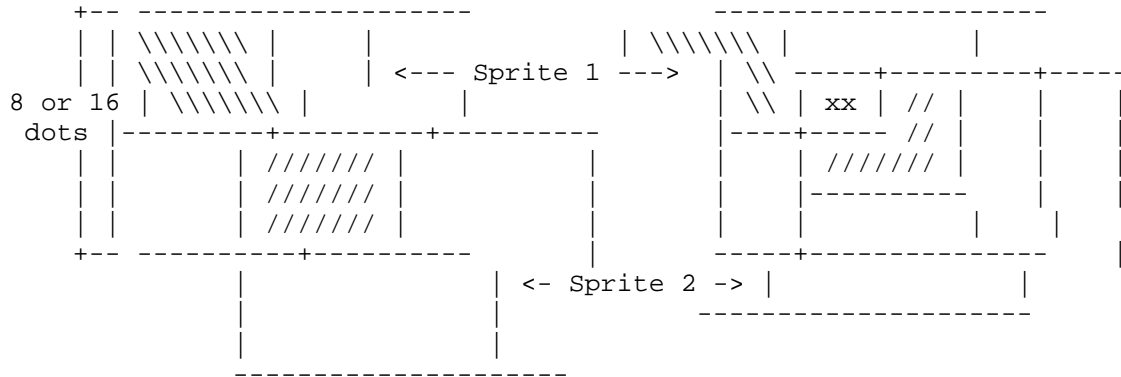 +-- --------------------- ---------------------
| | \\\\\\\ | | | \\\\\\\ | |
| | \\\\\\\ | | <--- Sprite 1 ---> | \\ -----+---------+-----
8 or 16 | \\\\\\\ | | | \\ | xx | // | | |
dots |---------+---------+---------- |----+----- // | | |
| | | /////// | | | | /////// | | |
| | | /////// | | | |---------- | |
| | | /////// | | | | | |
+-- ----------+---------- | -----+--------------- |
| | <- Sprite 2 -> | |
| | ---------------------
| |
---------------------